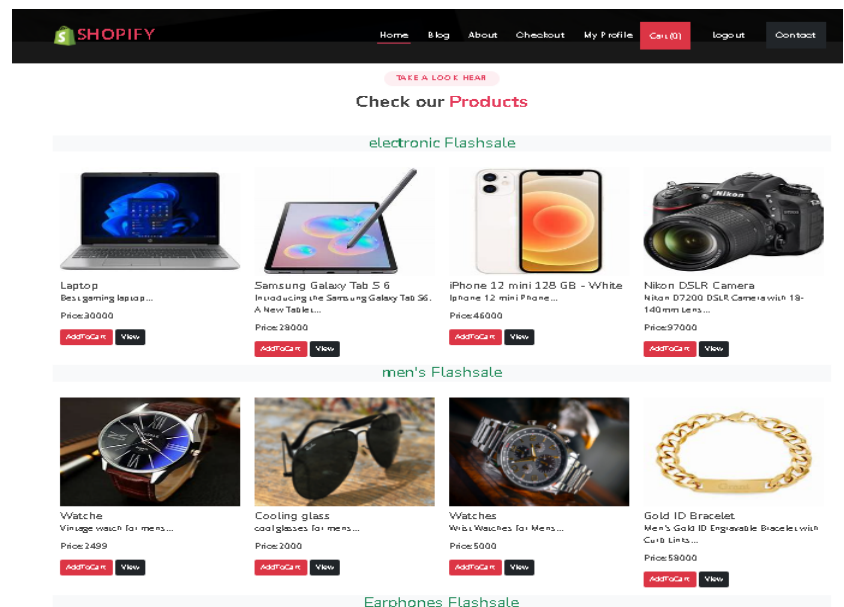 SHOPIFY
Home Blog About Checkout My Profile Cart(0) logout Contact
TAKE A LOOK HEAR
Check our Products
electronic Flashsale
Laptop
Best gaming laptop...
Price:30000
AddToCart View
Samsung Galaxy Tab S 6
Introducing the Samsung Galaxy Tab S6.
A New Tablet...
Price:28000
AddToCart View
iPhone 12 mini 128 GB - White
Iphone 12 mini Phone...
Price:46000
AddToCart View
Nikon
Nikon DSLR Camera
Nikon D7200 DSLR Camera with 18-
140mm Lens...
Price:97000
AddToCart View
men's Flashsale
Watche
Vintage watch for mens...
Price:2499
AddToCart View
Cooling glass
cool glasses for mens...
Price:2000
AddToCart View
Watches
Wrist Watches for Mens...
Price:5000
AddToCart View
Gold ID Bracelet
Men's Gold ID Engravable Bracelet with
Curb Links...
Price:58000
AddToCart View
Earphones Flashsale